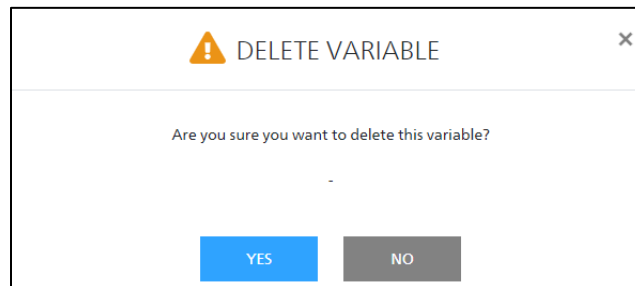 DELETE VARIABLE
×
Are you sure you want to delete this variable?
-
YES
NO